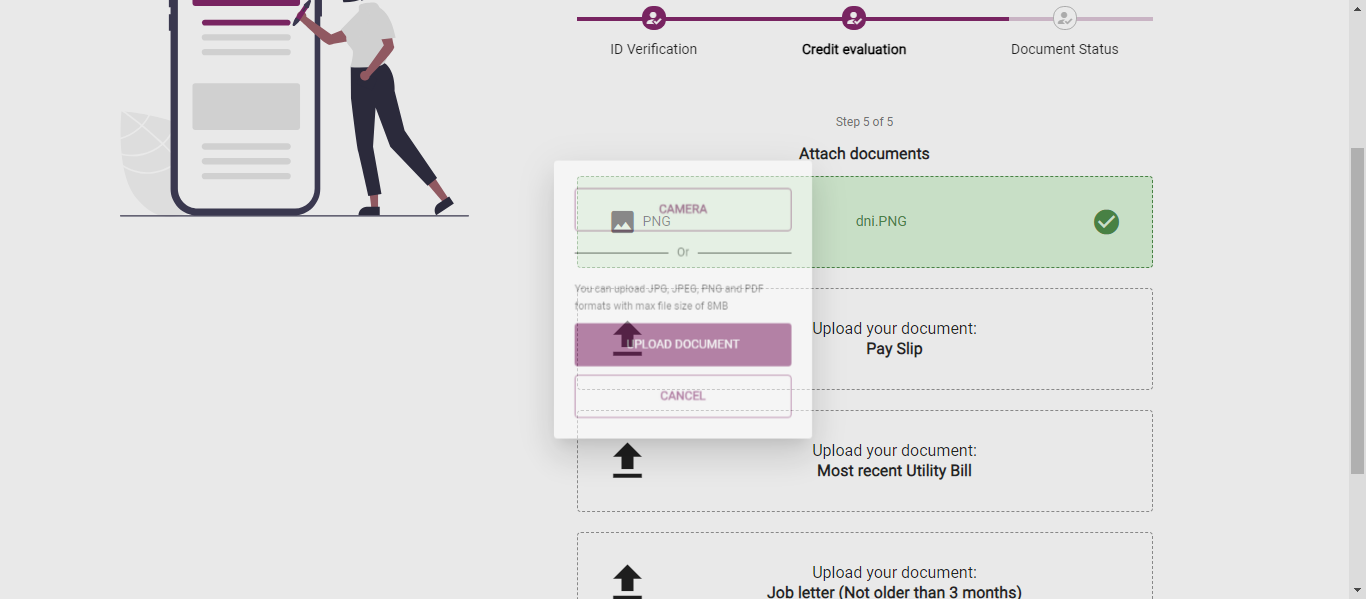 ID Verification
Credit evaluation
Document Status
Step 5 of 5
Attach documents
CAMERA
PNG
dni.PNG
Or
You can upload JPG, JPEG, PNG and PDF
formats with max file size of 8MB
Upload your document:
Pay Slip
UPLOAD DOCUMENT
CANCEL
Upload your document:
Most recent Utility Bill
Upload your document:
Job letter (Not older than 3 months)